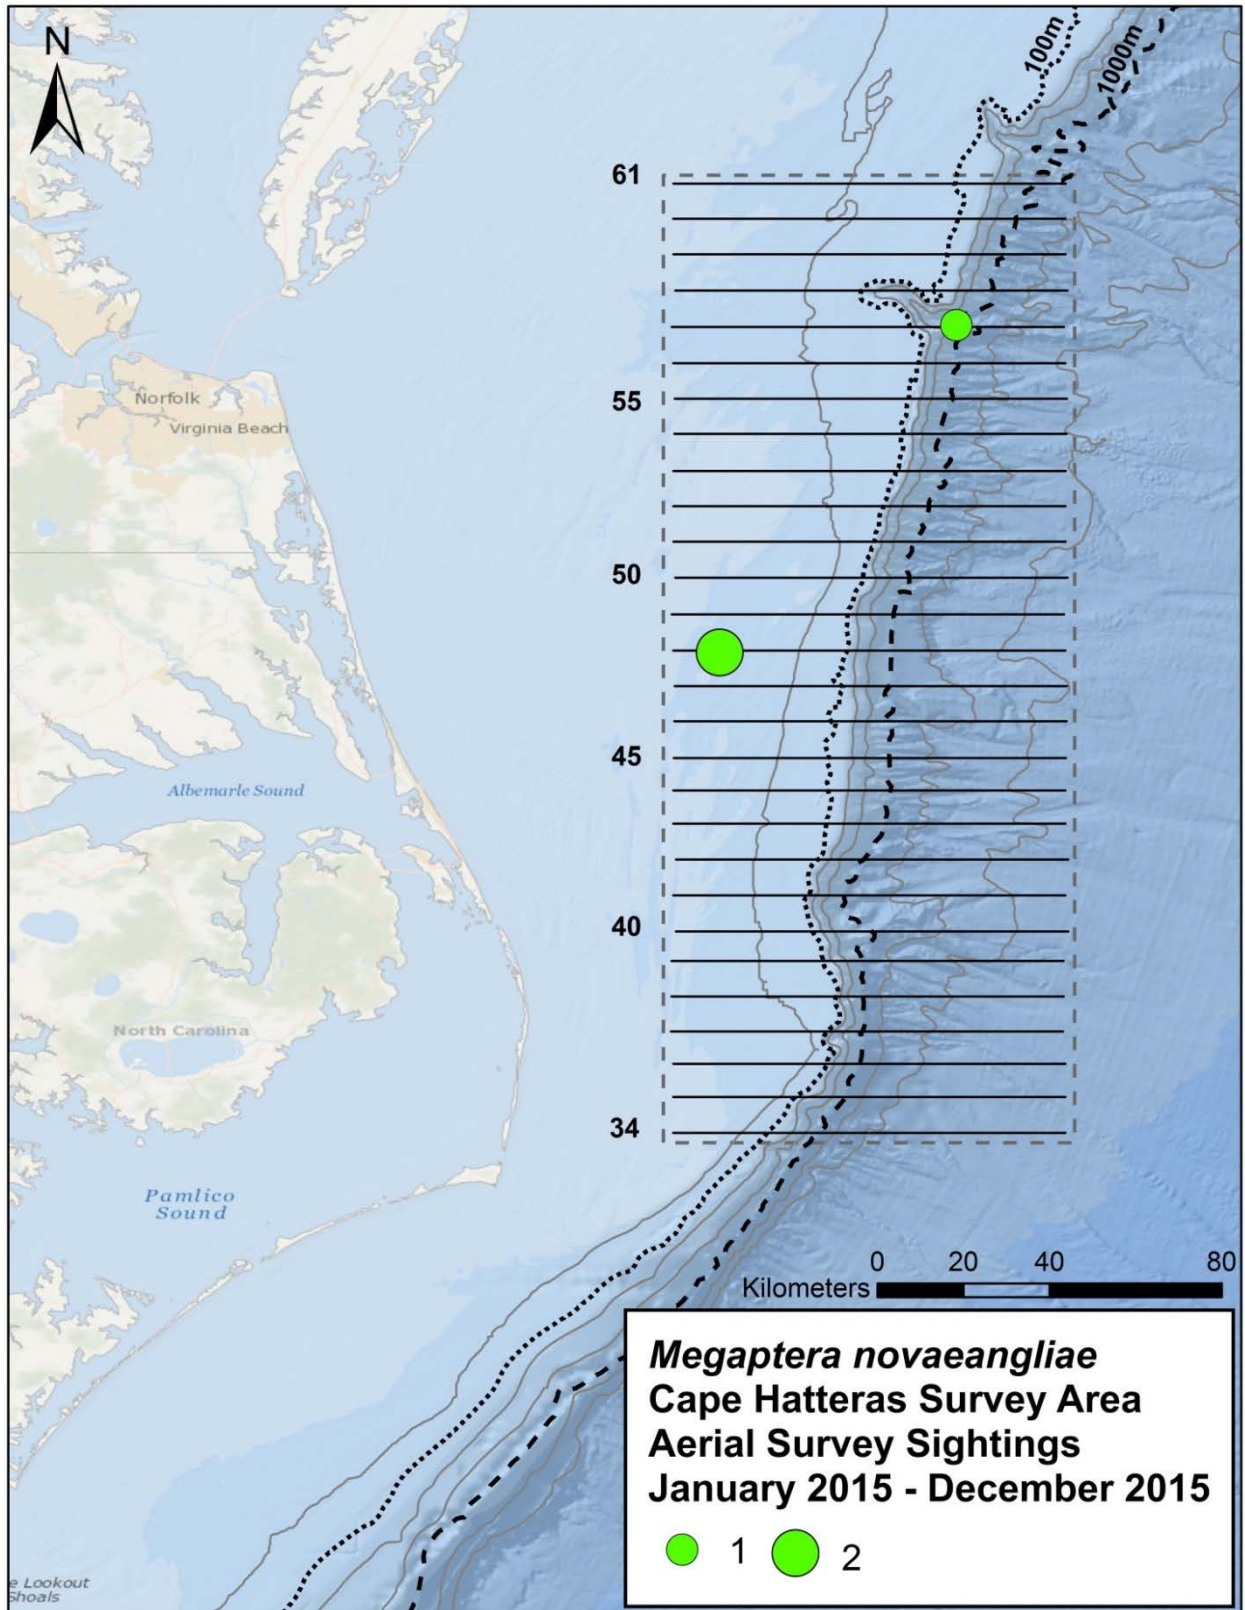 N
100m
1000m
61
Norfolk
Virginia Beach
55
50
45
Albemarle Sound
40
North Carolina
34
Pamlico
Sound
0 20 40 80
Kilometers
Megaptera novaeangliae
Cape Hatteras Survey Area
Aerial Survey Sightings
January 2015 - December 2015
1 2
e Lookout
Shoals